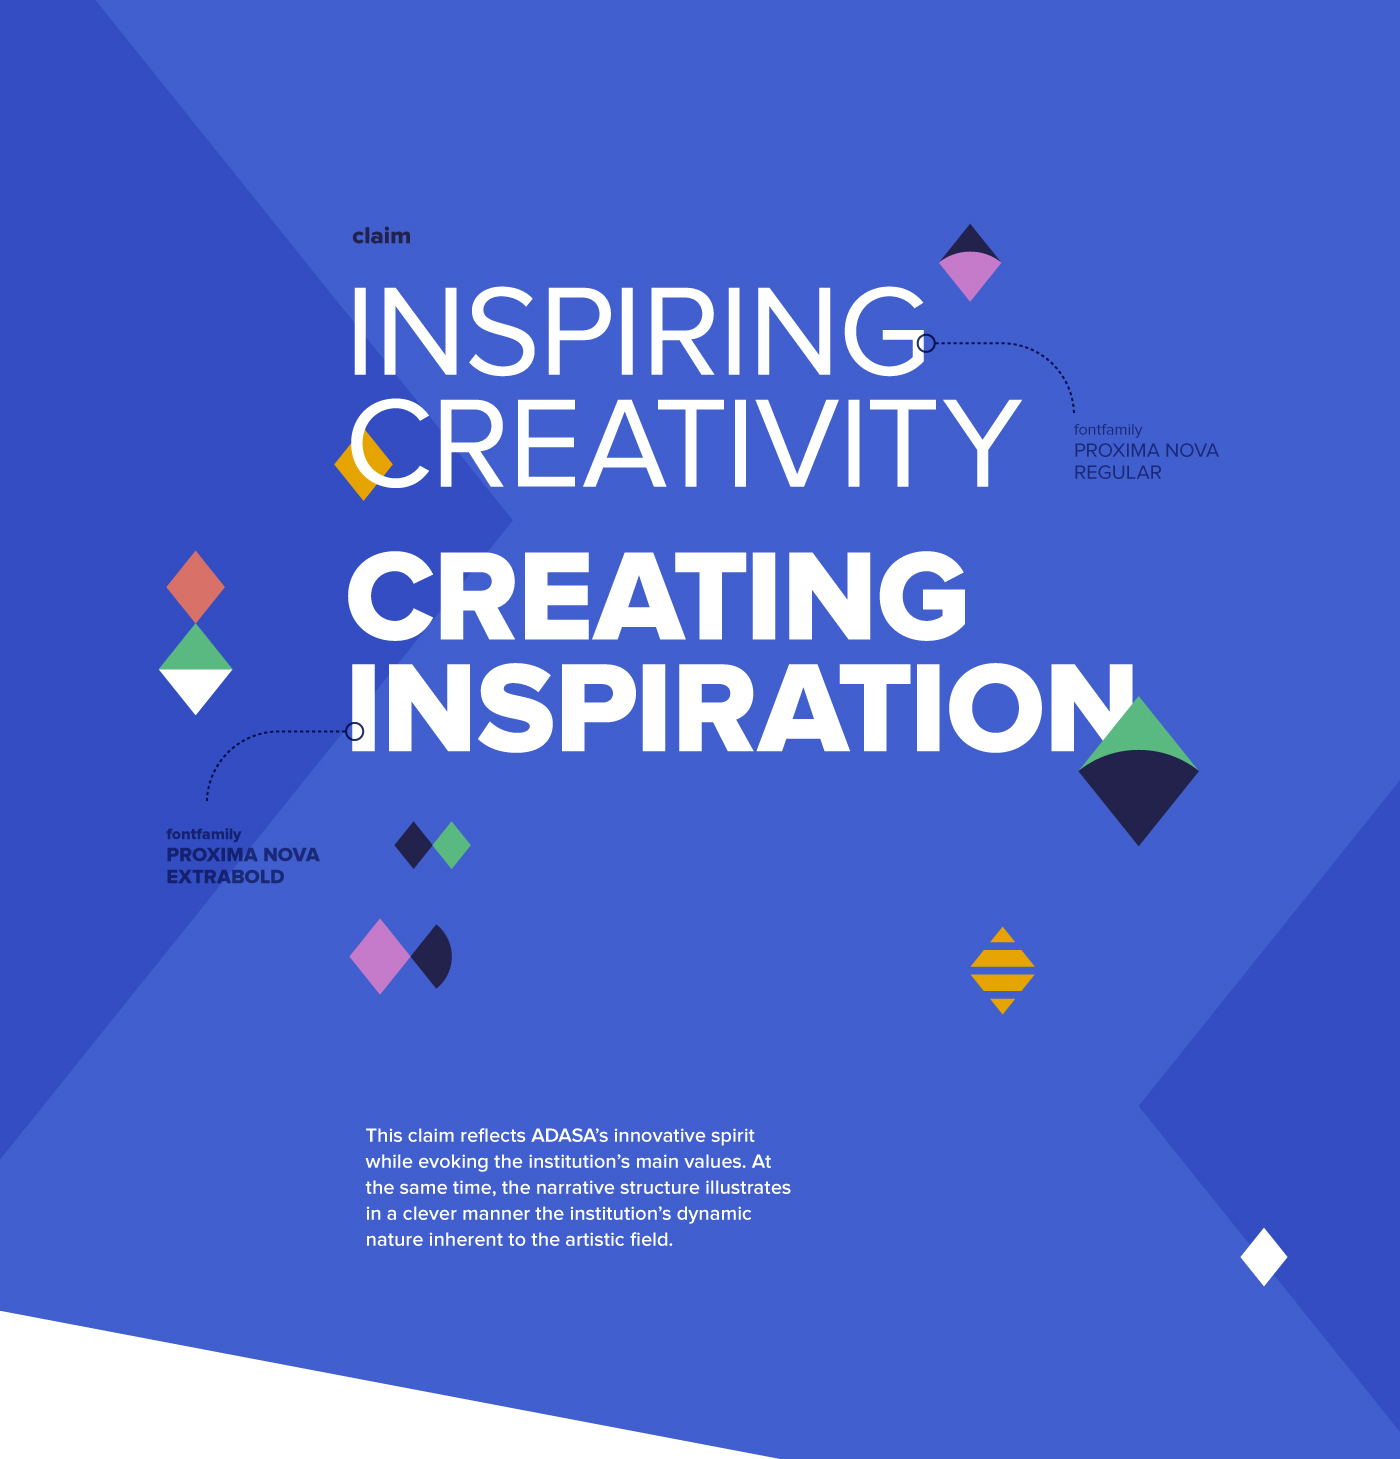 claim
INSPIRING
CREATIVITY
fontfamily
PROXIMA NOVA
REGULAR
CREATING
INSPIRATION
fontfamily
PROXIMA NOVA
EXTRABOLD
This claim reflects ADASA’s innovative spirit
while evoking the institution’s main values. At
the same time, the narrative structure illustrates
in a clever manner the institution’s dynamic
nature inherent to the artistic field.